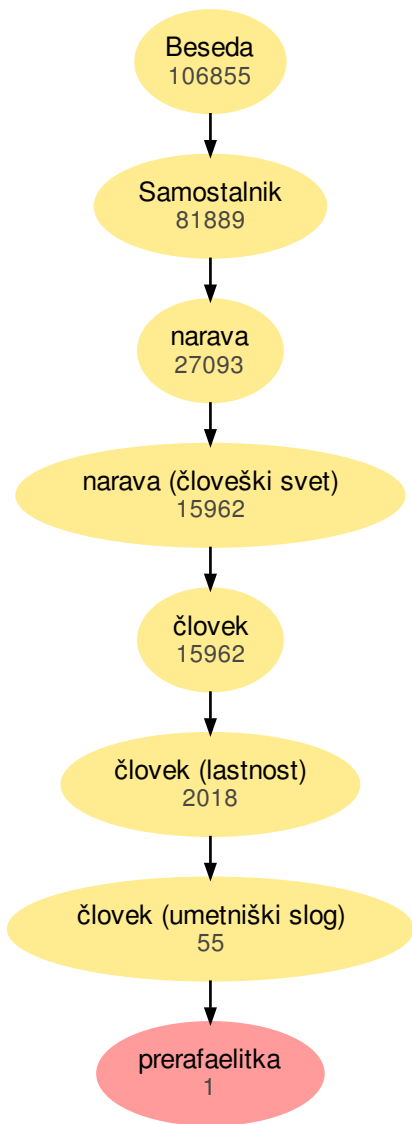 Beseda
106855
Samostalnik
81889
narava
27093
narava (človeški svet)
15962
človek
15962
človek (lastnost)
2018
človek (umetniški slog)
55
prerafaelitka
1